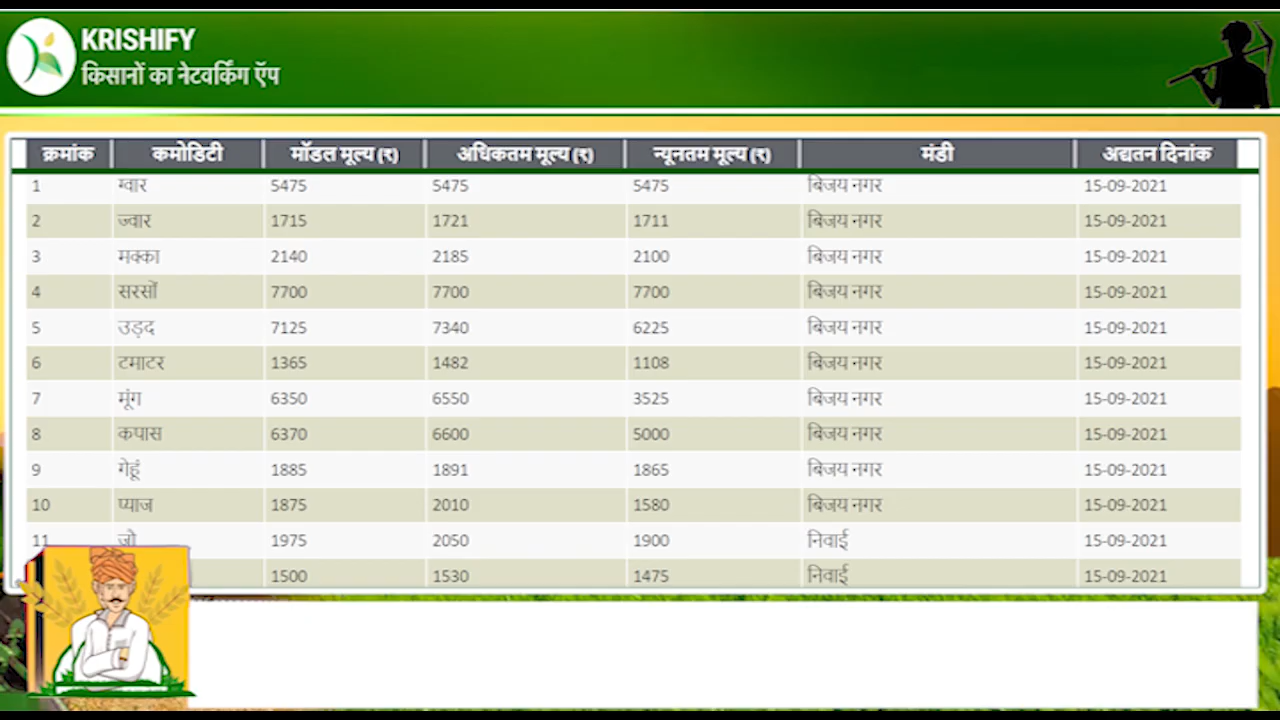 KRISHIFY
किसानों का नेटवर्किंग ऍप
क्रमांक कमोडिटी मॉडल मूल्य (₹) अधिकतम मूल्य (₹) न्यूनतम मूल्य (₹) मंडी अद्यतन दिनांक
1 ग्वार 5475 5475 5475 बिजय नगर 15-09-2021
2 ज्वार 1715 1721 1711 बिजय नगर 15-09-2021
3 मक्का 2140 2185 2100 बिजय नगर 15-09-2021
4 सरसों 7700 7700 7700 बिजय नगर 15-09-2021
5 उड़द 7125 7340 6225 बिजय नगर 15-09-2021
6 टमाटर 1365 1482 1108 बिजय नगर 15-09-2021
7 मूंग 6350 6550 3525 बिजय नगर 15-09-2021
8 कपास 6370 6600 5000 बिजय नगर 15-09-2021
9 गेहूं 1885 1891 1865 बिजय नगर 15-09-2021
10 प्याज 1875 2010 1580 बिजय नगर 15-09-2021
11 1975 2050 1900 निवाई 15-09-2021
1500 1530 1475 निवाई 15-09-2021